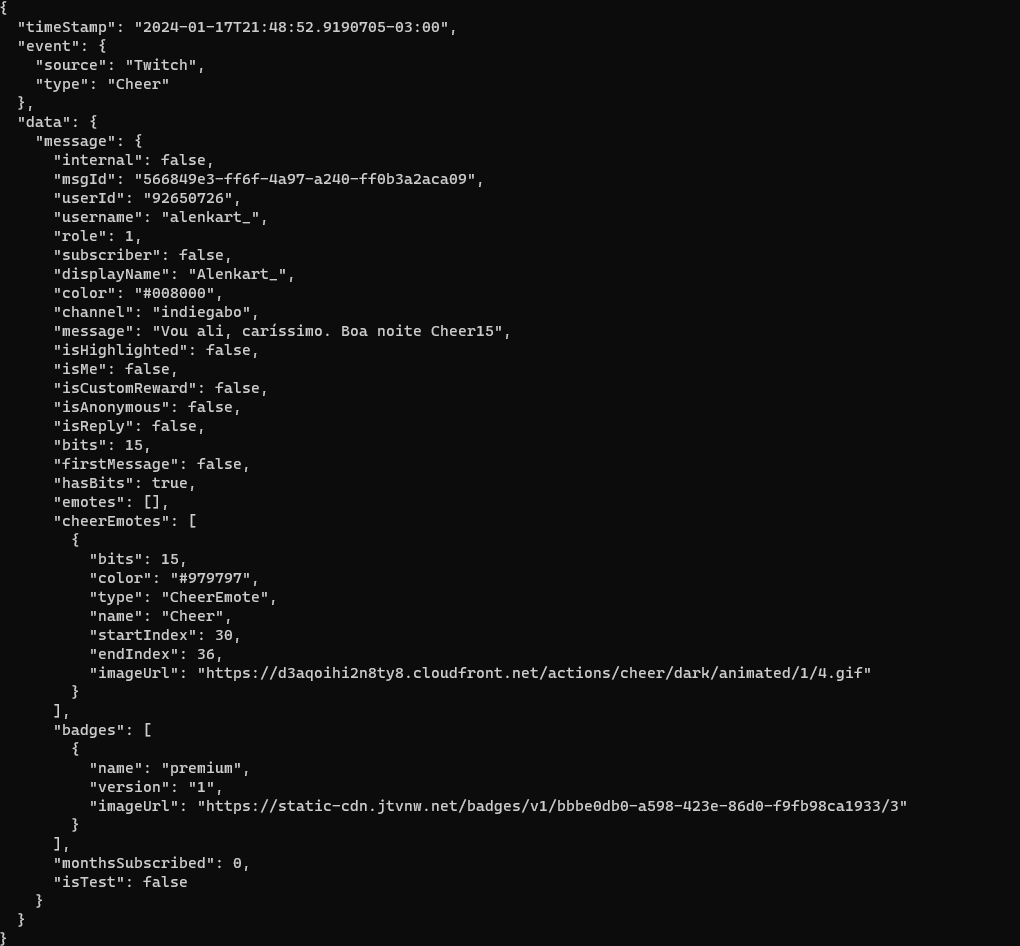 {
  "timeStamp": "2024-01-17T21:48:52.9190705-03:00",
  "event": {
    "source": "Twitch",
    "type": "Cheer"
  },
  "data": {
    "message": {
      "internal": false,
      "msgId": "566849e3-ff6f-4a97-a240-ff0b3a2aca09",
      "userId": "92650726",
      "username": "alenkart_",
      "role": 1,
      "subscriber": false,
      "displayName": "Alenkart_",
      "color": "#008000",
      "channel": "indiegabo",
      "message": "Vou ali, caríssimo. Boa noite Cheer15",
      "isHighlighted": false,
      "isMe": false,
      "isCustomReward": false,
      "isAnonymous": false,
      "isReply": false,
      "bits": 15,
      "firstMessage": false,
      "hasBits": true,
      "emotes": [],
      "cheerEmotes": [
        {
          "bits": 15,
          "color": "#979797",
          "type": "CheerEmote",
          "name": "Cheer",
          "startIndex": 30,
          "endIndex": 36,
          "imageUrl": "https://d3aqoihi2n8ty8.cloudfront.net/actions/cheer/dark/animated/1/4.gif"
        }
      ],
      "badges": [
        {
          "name": "premium",
          "version": "1",
          "imageUrl": "https://static-cdn.jtvnw.net/badges/v1/bbbe0db0-a598-423e-86d0-f9fb98ca1933/3"
        }
      ],
      "monthsSubscribed": 0,
      "isTest": false
    }
  }
}